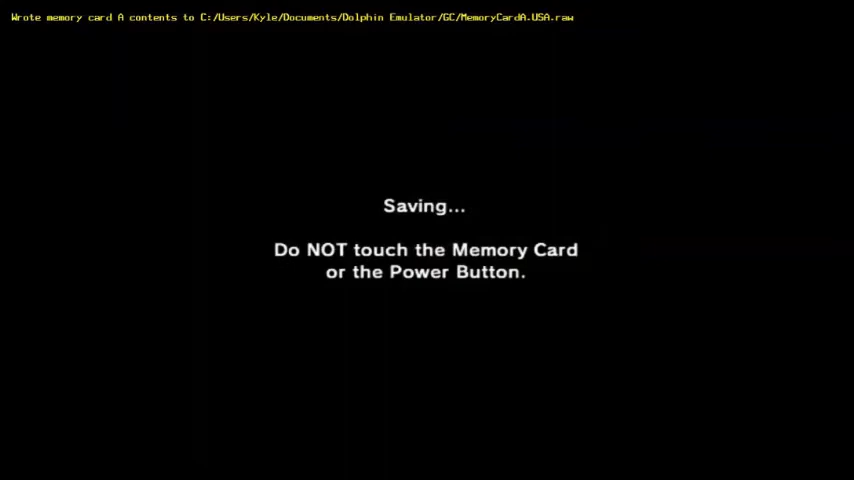 Wrote memory card A contents to C:/Users/Kyle/Documents/Dolphin Emulator/GC/MemoryCardA.USA.raw
Saving...
Do NOT touch the Memory Card
or the Power Button.